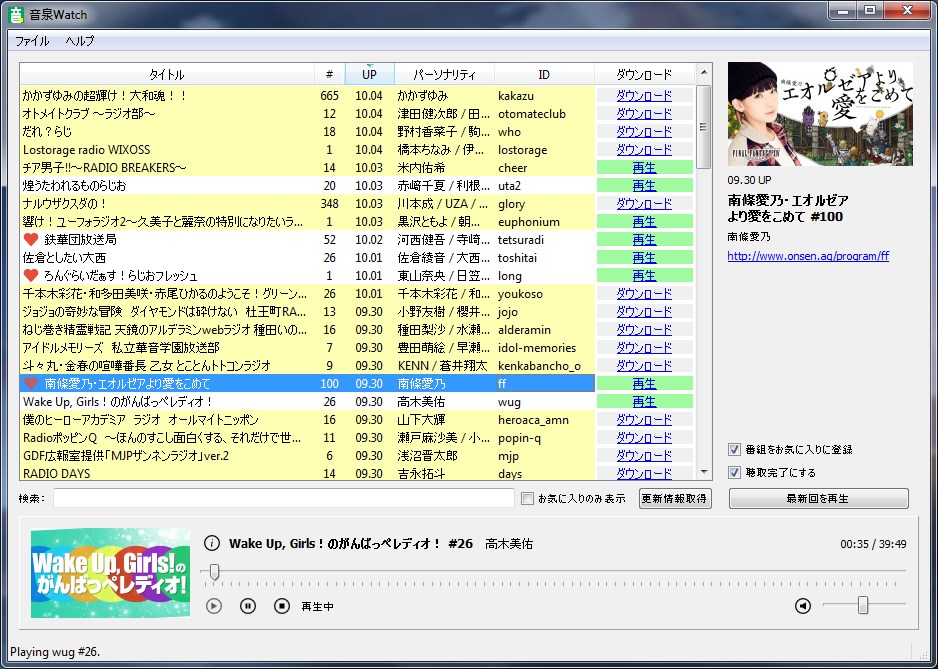 音泉Watch
ファイル ヘルプ
タイトル # UP パーソナリティ ID ダウンロード
かかずゆみの超輝け！大和魂！！ 665 10.04 かかずゆみ kakazu ダウンロード
オトメイトクラブ ～ラジオ部～ 12 10.04 津田健次郎 / 田... otomateclub ダウンロード
だれ？らじ 18 10.04 野村香菜子 / 駒... who ダウンロード
Lostorage radio WIXOSS 1 10.04 橋本ちなみ / 伊... lostorage ダウンロード
チア男子!!～RADIO BREAKERS～ 14 10.03 米内佑希 cheer 再生
煌うたわれるものらじお 20 10.03 赤﨑千夏 / 利根... uta2 再生
ナルウザクスダの！ 348 10.03 川本成 / UZA / ... glory ダウンロード
響け！ユーフォラジオ2～久美子と麗奈の特別になりたいラ... 1 10.03 黒沢ともよ / 朝... euphonium 再生
鉄華団放送局 52 10.02 河西健吾 / 寺崎... tetsuradi 再生
佐倉としたい大西 26 10.01 佐倉綾音 / 大西... toshitai 再生
ろんぐらいだぁす！らじおフレッシュ 1 10.01 東山奈央 / 日笠... long 再生
千本木彩花・和多田美咲・赤尾ひかるのようこそ！グリーン... 26 10.01 千本木彩花 / 和... youkoso ダウンロード
ジョジョの奇妙な冒険 ダイヤモンドは砕けない 杜王町RA... 13 09.30 小野友樹 / 櫻井... jojo ダウンロード
ねじ巻き精霊戦記 天鏡のアルデラミンwebラジオ 種田いの... 16 09.30 種田梨沙 / 水瀬... alderamin ダウンロード
アイドルメモリーズ 私立華音学園放送部 7 09.30 豊田萌絵 / 早瀬... idol-memories ダウンロード
斗々丸・金春の喧嘩番長 乙女 とことんトトコンラジオ 9 09.30 KENN / 蒼井翔太 kenkabancho_o ダウンロード
南條愛乃・エオルゼアより愛をこめて 100 09.30 南條愛乃 ff 再生
Wake Up, Girls！のがんばっぺレディオ！ 26 09.30 高木美佑 wug 再生
僕のヒーローアカデミア ラジオ オールマイトニッポン 16 09.30 山下大輝 heroaca_amn ダウンロード
RadioポッピンQ ～ほんのすこし面白くする、それだけで世... 11 09.30 瀬戸麻沙美 / 小... popin-q ダウンロード
GDF広報室提供「MJPザンネンラジオ」ver.2 6 09.30 浅沼晋太郎 mjp ダウンロード
RADIO DAYS 14 09.30 吉永拓斗 days ダウンロード
南條愛乃
エオルゼアより
愛をこめて
FINAL FANTASY XIV
09.30 UP
南條愛乃・エオルゼア
より愛をこめて #100
南條愛乃
http://www.onsen.ag/program/ff
番組をお気に入りに登録
聴取完了にする
検索: お気に入りのみ表示 更新情報取得 最新回を再生
Wake Up, Girls!の
がんばっぺレディオ!
Wake Up, Girls！のがんばっぺレディオ！ #26 高木美佑 00:35 / 39:49
再生中
Playing wug #26.